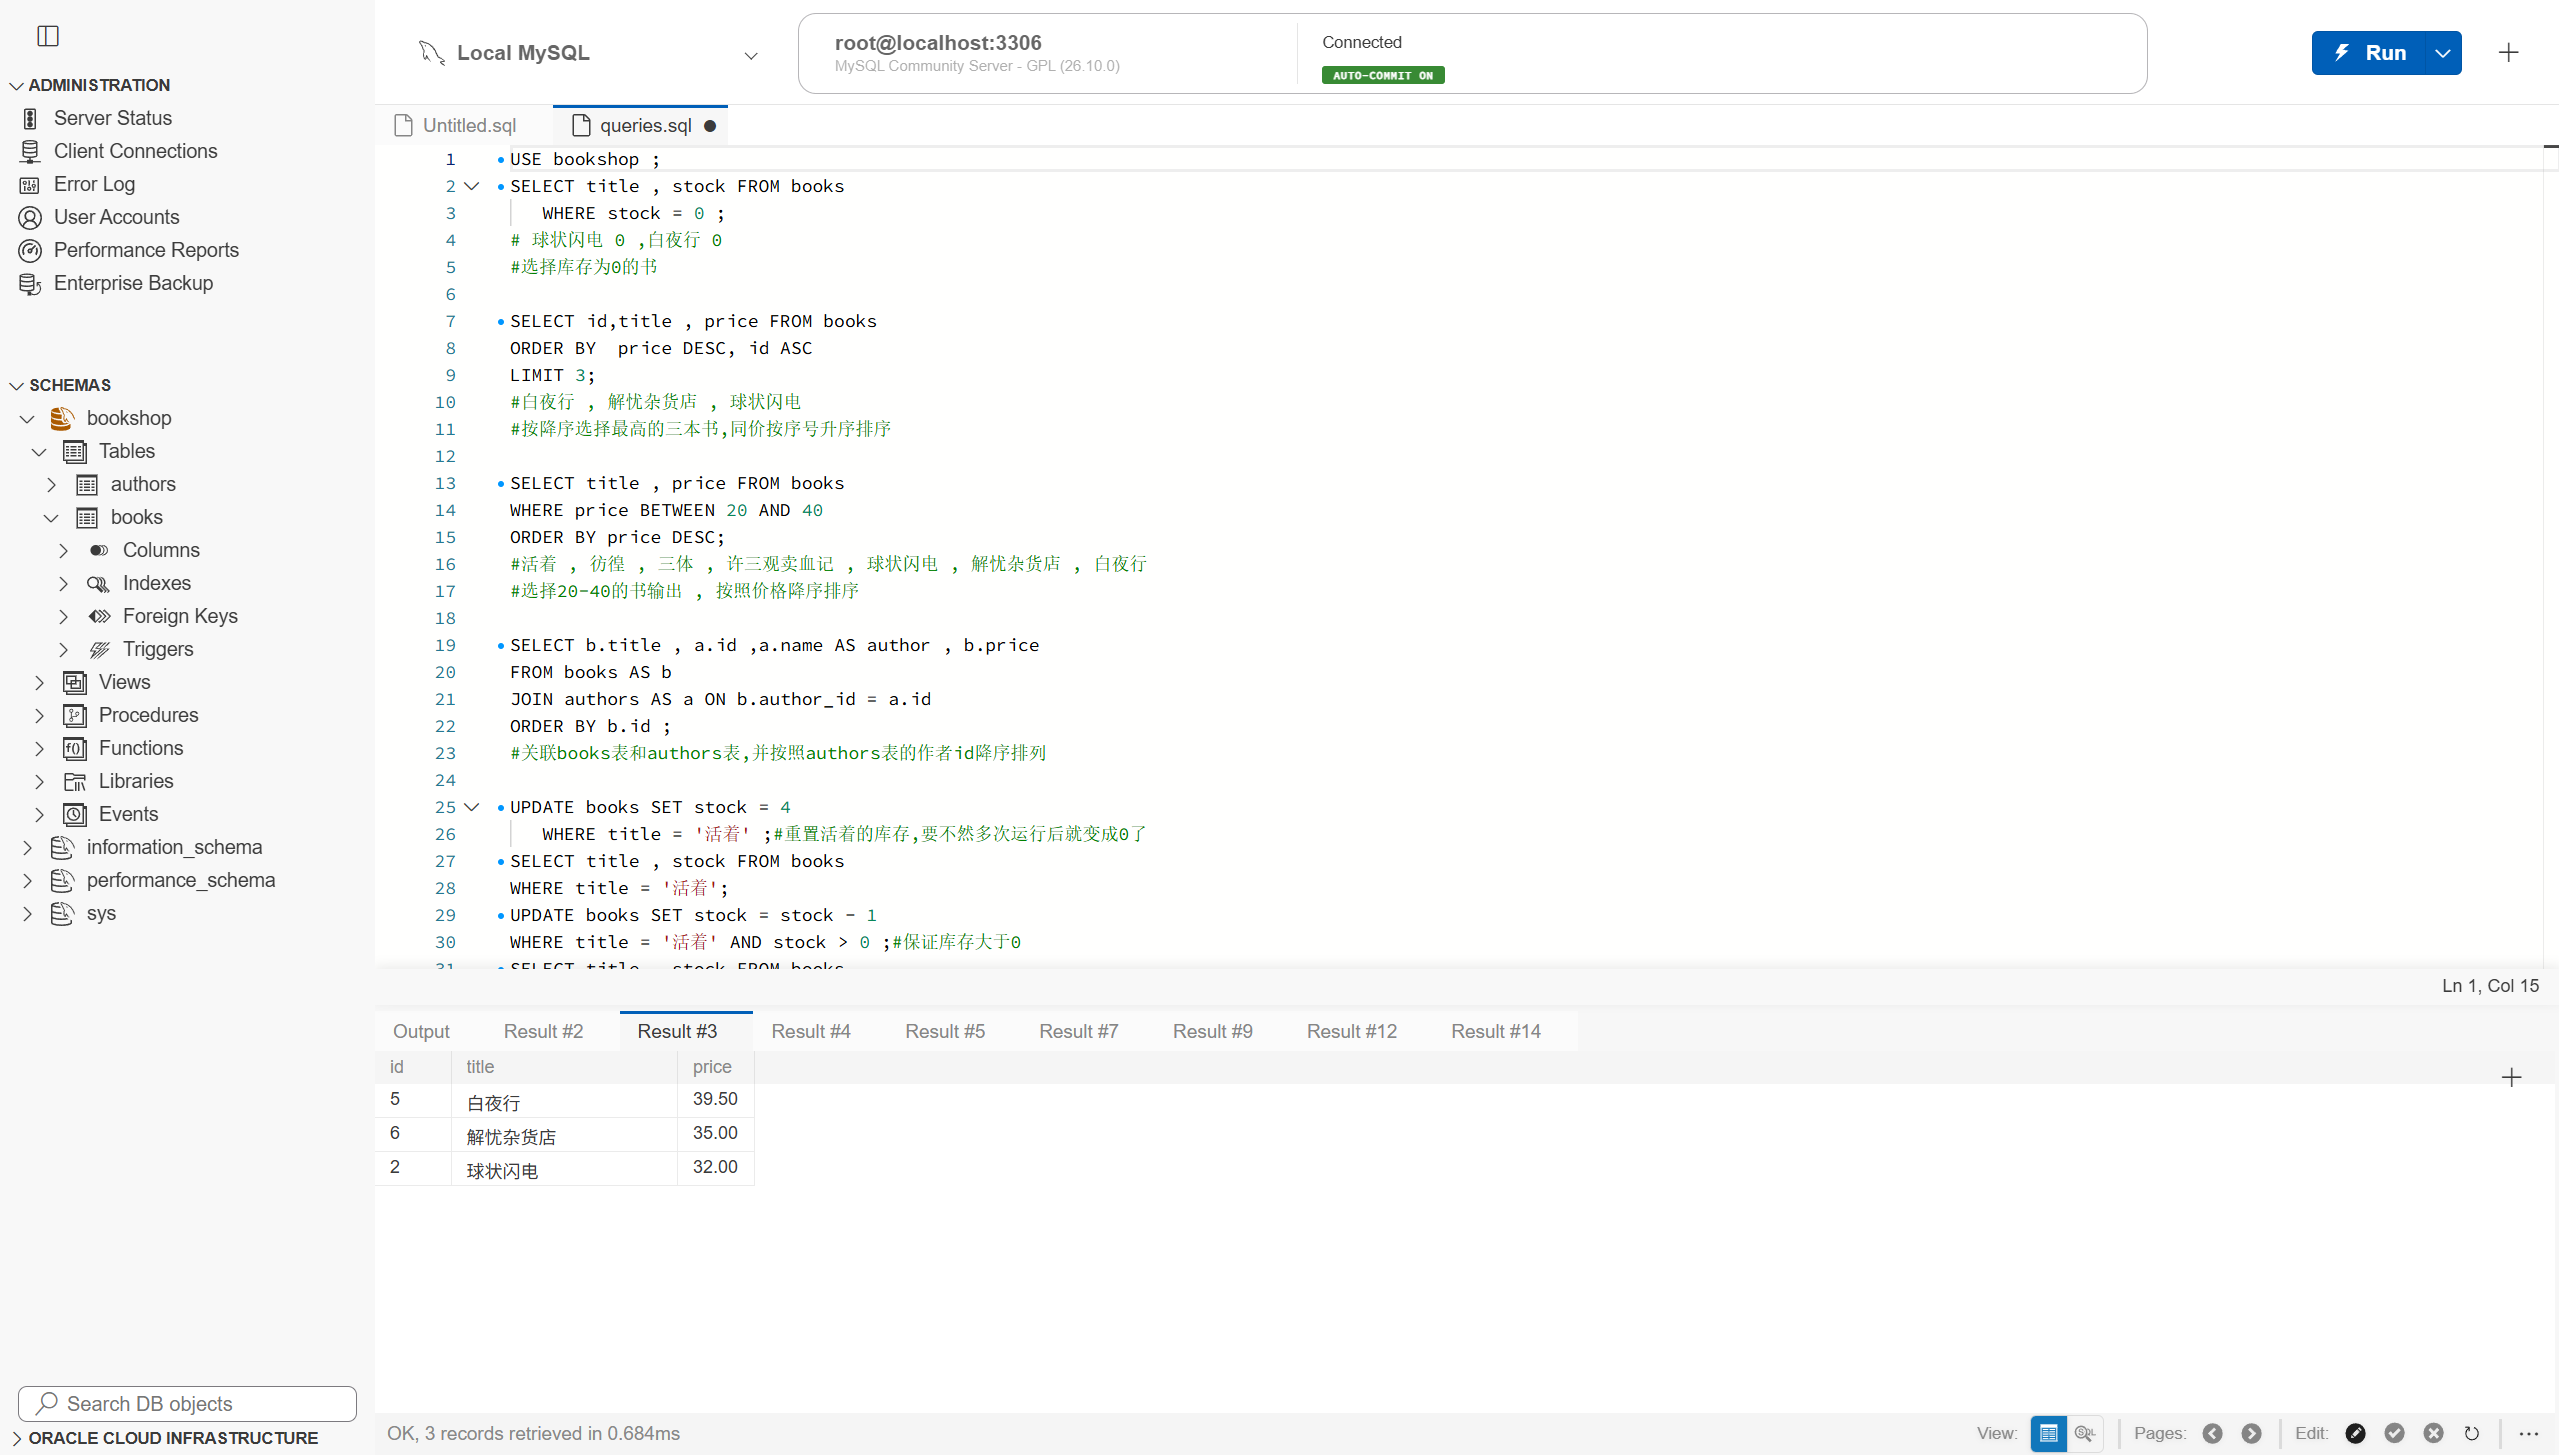 ADMINISTRATION
Server Status
Client Connections
Error Log
User Accounts
Performance Reports
Enterprise Backup
SCHEMAS
bookshop
Tables
authors
books
Columns
Indexes
Foreign Keys
Triggers
Views
Procedures
Functions
Libraries
Events
information_schema
performance_schema
sys
Search DB objects
ORACLE CLOUD INFRASTRUCTURE
Local MySQL
root@localhost:3306
MySQL Community Server - GPL (26.10.0)
Connected
AUTO-COMMIT ON
Run
Untitled.sql
queries.sql
1 USE bookshop ;
2 SELECT title , stock FROM books
3 WHERE stock = 0 ;
4 # 球状闪电 0 ,白夜行 0
5 #选择库存为0的书
6
7 SELECT id,title , price FROM books
8 ORDER BY  price DESC, id ASC
9 LIMIT 3;
10 #白夜行 , 解忧杂货店 , 球状闪电
11 #按降序选择最高的三本书,同价按序号升序排序
12
13 SELECT title , price FROM books
14 WHERE price BETWEEN 20 AND 40
15 ORDER BY price DESC;
16 #活着 , 彷徨 , 三体 , 许三观卖血记 , 球状闪电 , 解忧杂货店 , 白夜行
17 #选择20-40的书输出 , 按照价格降序排序
18
19 SELECT b.title , a.id ,a.name AS author , b.price
20 FROM books AS b
21 JOIN authors AS a ON b.author_id = a.id
22 ORDER BY b.id ;
23 #关联books表和authors表,并按照authors表的作者id降序排列
24
25 UPDATE books SET stock = 4
26 WHERE title = '活着' ;#重置活着的库存,要不然多次运行后就变成0了
27 SELECT title , stock FROM books
28 WHERE title = '活着';
29 UPDATE books SET stock = stock - 1
30 WHERE title = '活着' AND stock > 0 ;#保证库存大于0
31 SELECT title , stock FROM books
Ln 1, Col 15
Output Result #2 Result #3 Result #4 Result #5 Result #7 Result #9 Result #12 Result #14
id title price
5 白夜行 39.50
6 解忧杂货店 35.00
2 球状闪电 32.00
OK, 3 records retrieved in 0.684ms
View: Pages: Edit: